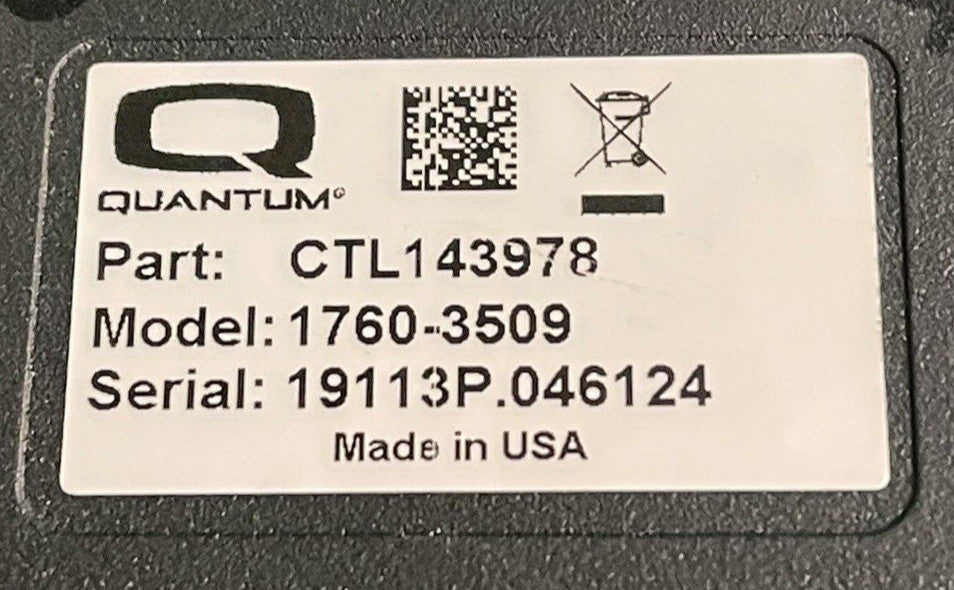 QUANTUM®
Part: CTL143978
Model: 1760-3509
Serial: 19113P.046124
Made in USA